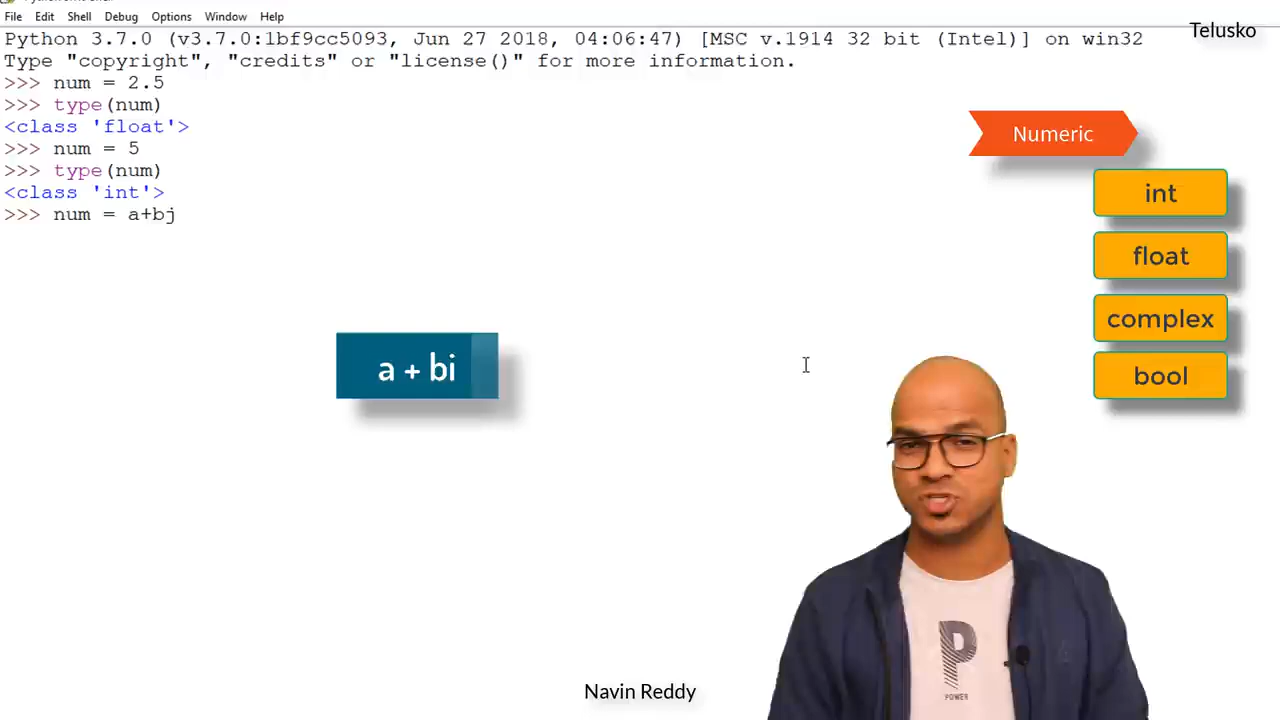 File Edit Shell Debug Options Window Help
Telusko
Python 3.7.0 (v3.7.0:1bf9cc5093, Jun 27 2018, 04:06:47) [MSC v.1914 32 bit (Intel)] on win32
Type "copyright", "credits" or "license()" for more information.
>>> num = 2.5
>>> type(num)
<class 'float'>
>>> num = 5
>>> type(num)
<class 'int'>
>>> num = a+bj
Numeric
int
float
complex
bool
a + bi
P
POWER
Navin Reddy